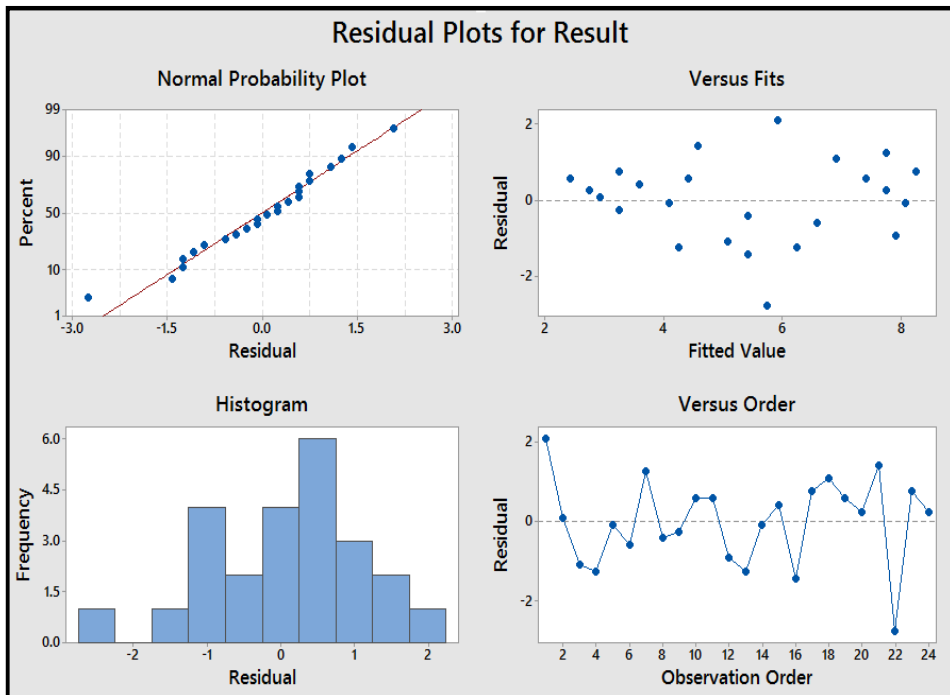 Residual Plots for Result
Normal Probability Plot
99
90
50
10
1
Percent
-3.0 -1.5 0.0 1.5 3.0
Residual
Versus Fits
2
0
-2
Residual
2 4 6 8
Fitted Value
Histogram
6.0
4.5
3.0
1.5
0.0
Frequency
-2 -1 0 1 2
Residual
Versus Order
2
0
-2
Residual
2 4 6 8 10 12 14 16 18 20 22 24
Observation Order